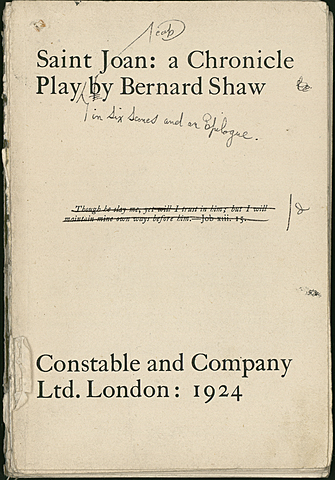 cap
Saint Joan: a Chronicle
Play by Bernard Shaw
in Six Scenes and an Epilogue.
Though he slay me, yet will I trust in him; but I will
maintain mine own ways before him.—Job xiii. 15.
Constable and Company
Ltd. London: 1924